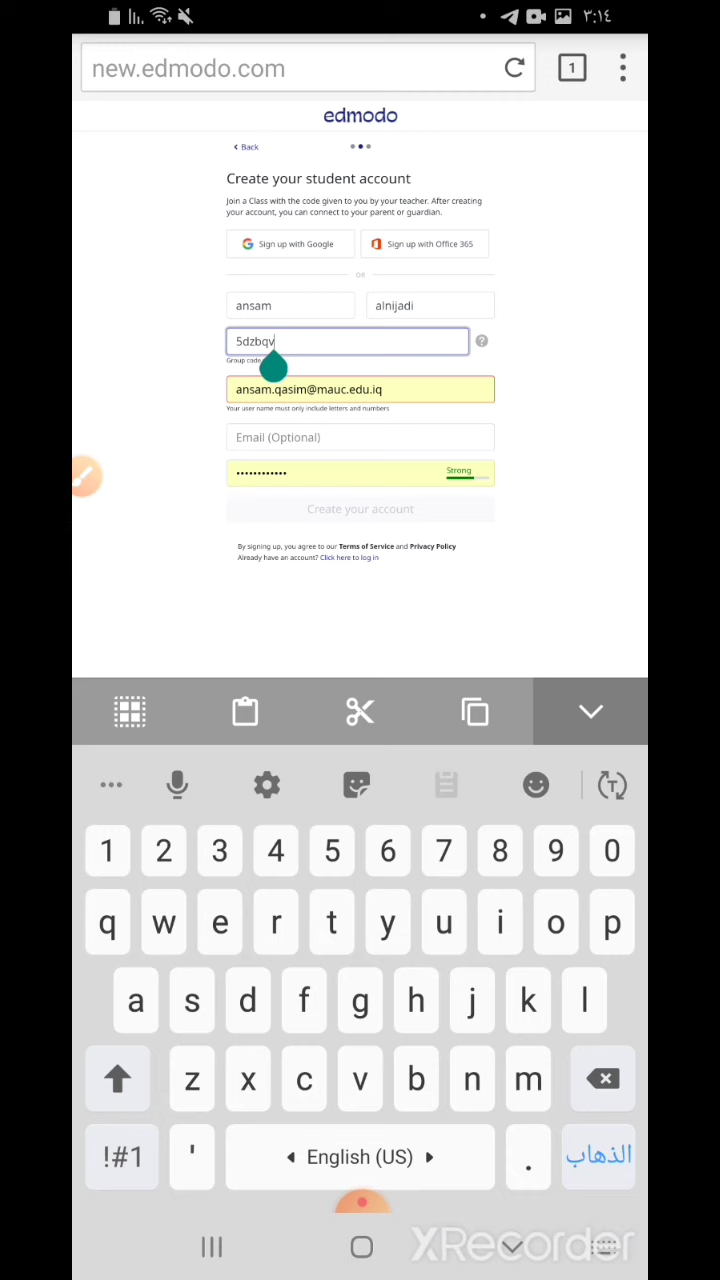 ٣:١٤
new.edmodo.com
1
edmodo
Back
Create your student account
Join a Class with the code given to you by your teacher. After creating
your account, you can connect to your parent or guardian.
Sign up with Google
Sign up with Office 365
OR
ansam
alnijadi
5dzbqv
Group code
ansam.qasim@mauc.edu.iq
Your user name must only include letters and numbers
Email (Optional)
Strong
Create your account
By signing up, you agree to our Terms of Service and Privacy Policy
Already have an account? Click here to log in
1 2 3 4 5 6 7 8 9 0
q w e r t y u i o p
a s d f g h j k l
z x c v b n m
!#1 ' English (US) . الذهاب
XRecorder